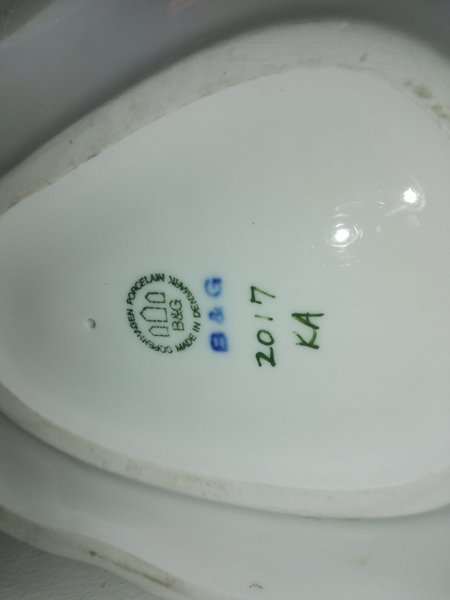 COPENHAGEN PORCELAIN
B&G
MADE IN DENMARK
B & G
2017
KA